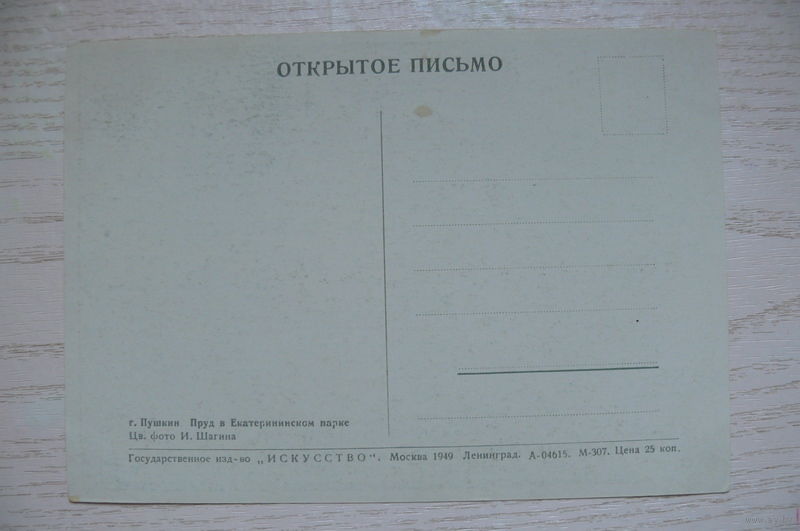 ОТКРЫТОЕ ПИСЬМО
г. Пушкин Пруд в Екатерининском парке
Цв. фото И. Шагина
Государственное изд-во „ИСКУССТВО". Москва 1949 Ленинград. А-04615. М-307. Цена 25 коп.